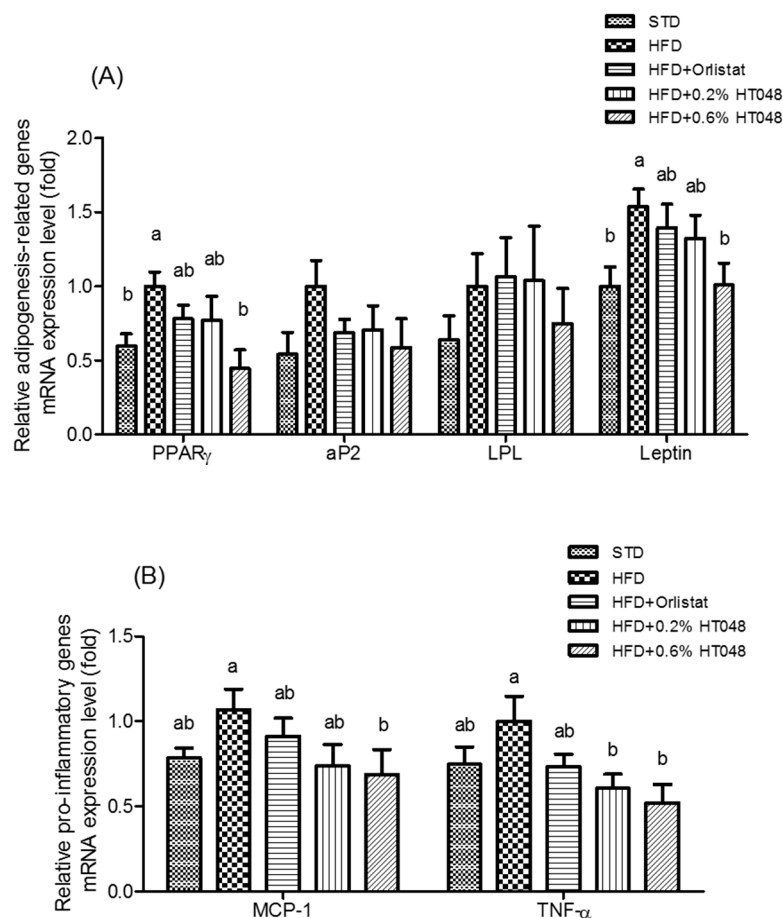 STD
HFD
HFD+Orlistat
HFD+0.2% HT048
HFD+0.6% HT048
(A)
Relative adipogenesis-related genes
mRNA expression level (fold)
2.0
1.5
1.0
0.5
0.0
b a ab ab b
b a ab ab b
PPARγ aP2 LPL Leptin
STD
HFD
HFD+Orlistat
HFD+0.2% HT048
HFD+0.6% HT048
(B)
Relative pro-inflammatory genes
mRNA expression level (fold)
1.5
1.0
0.5
0.0
ab a ab ab b
ab a ab b b
MCP-1 TNF-α